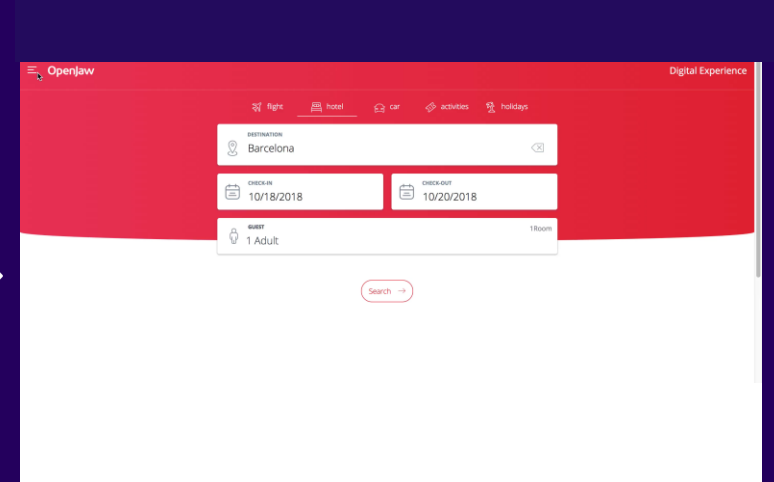 OpenJaw
Digital Experience
flight hotel car activities holidays
DESTINATION
Barcelona
CHECK-IN
10/18/2018
CHECK-OUT
10/20/2018
GUEST
1 Adult
1Room
Search